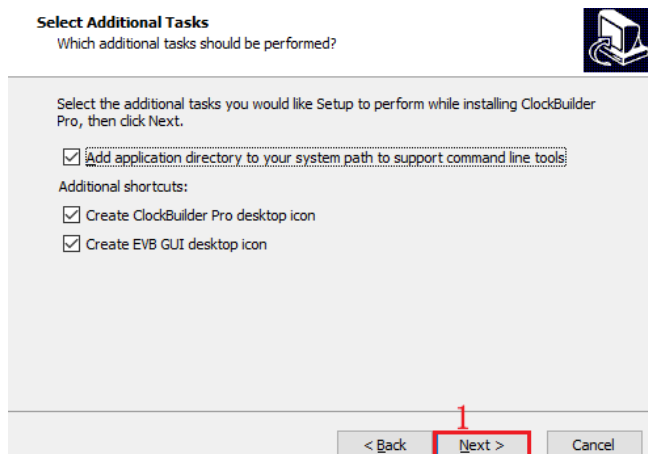 Select Additional Tasks
Which additional tasks should be performed?
Select the additional tasks you would like Setup to perform while installing ClockBuilder
Pro, then click Next.
Add application directory to your system path to support command line tools
Additional shortcuts:
Create ClockBuilder Pro desktop icon
Create EVB GUI desktop icon
1
< Back Next > Cancel